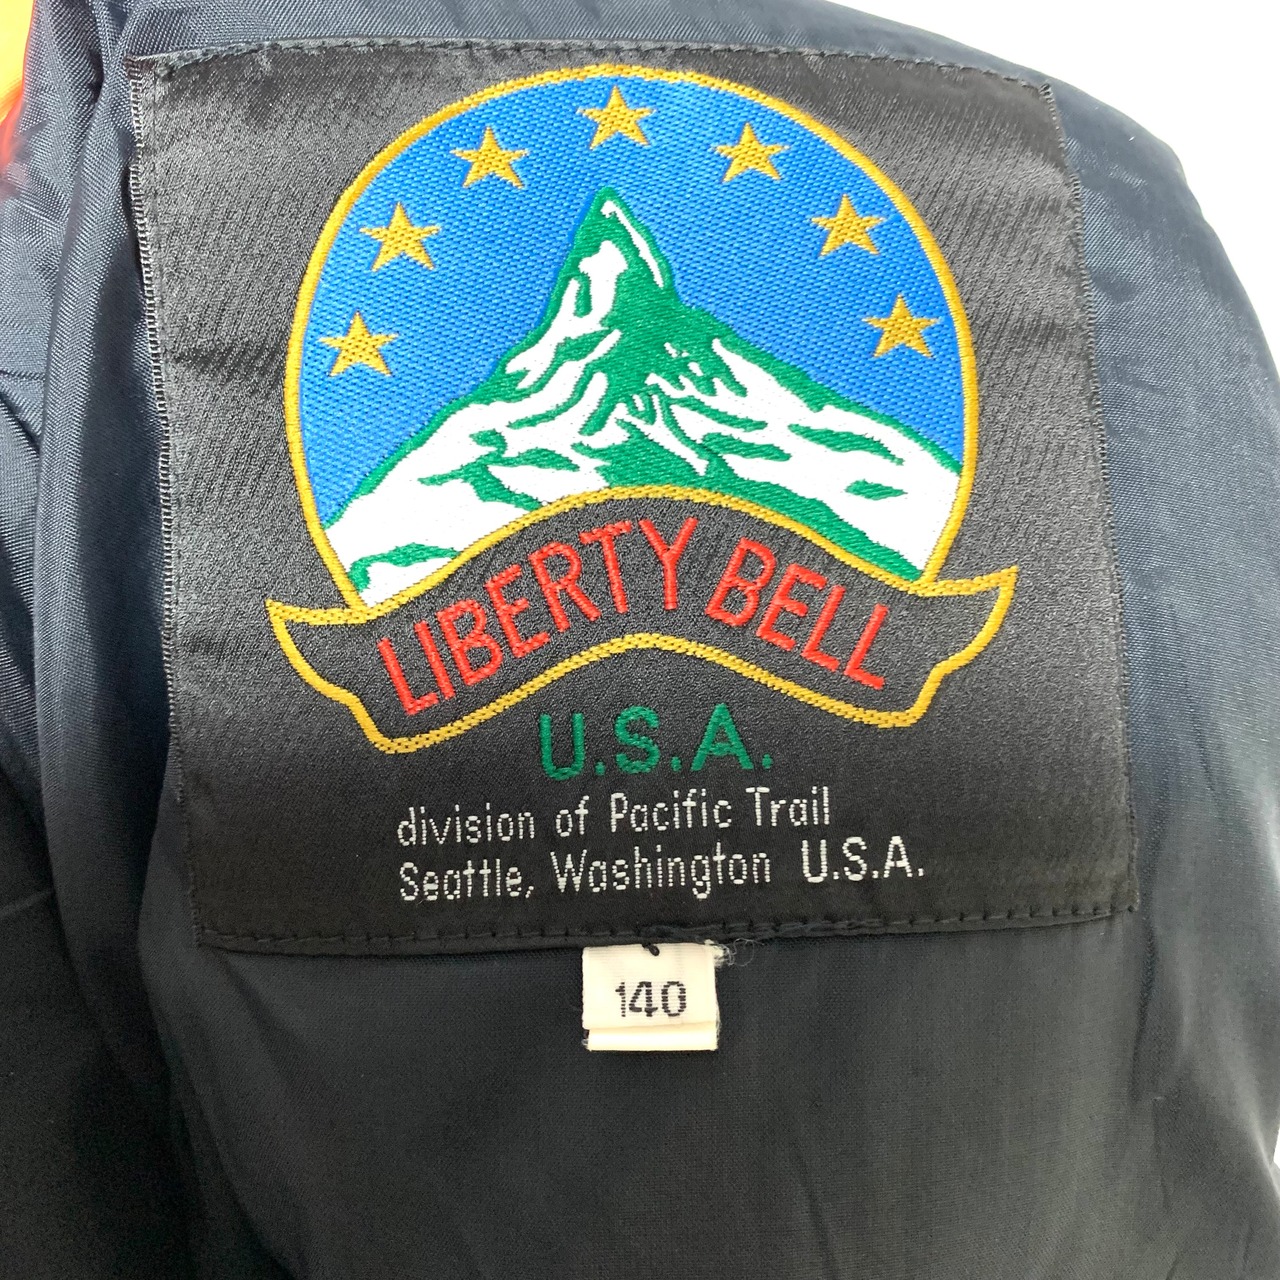 LIBERTY BELL
U.S.A.
division of Pacific Trail
Seattle, Washington U.S.A.
140